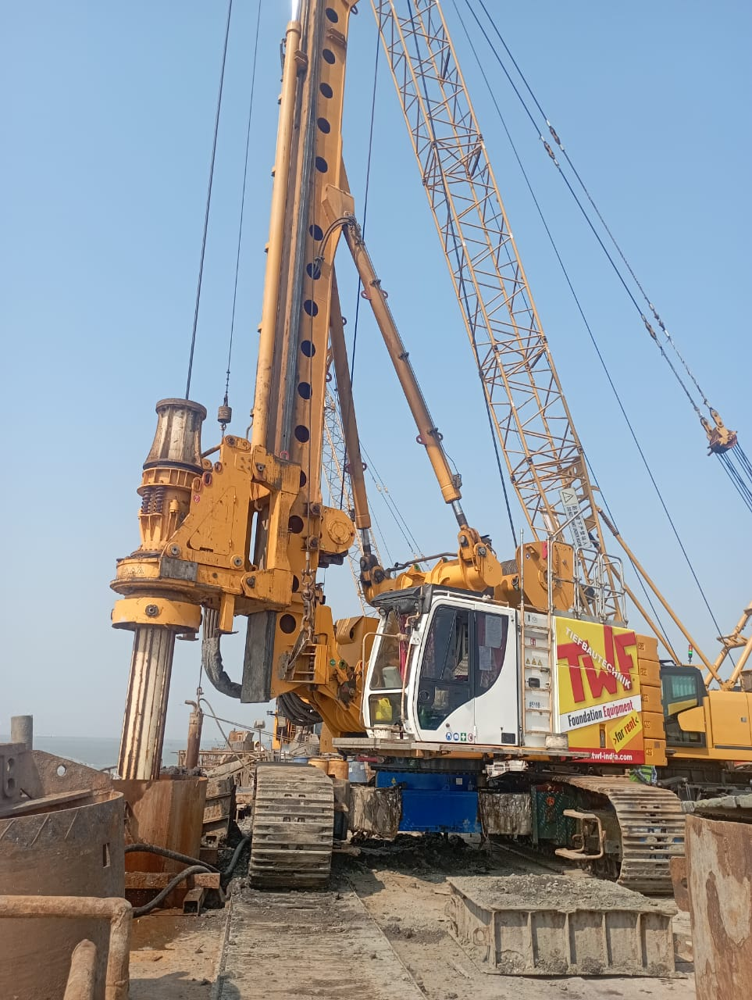 TIEFBAUTECHNIK
TWF
Foundation Equipment
>for rent<
.twf-india.com